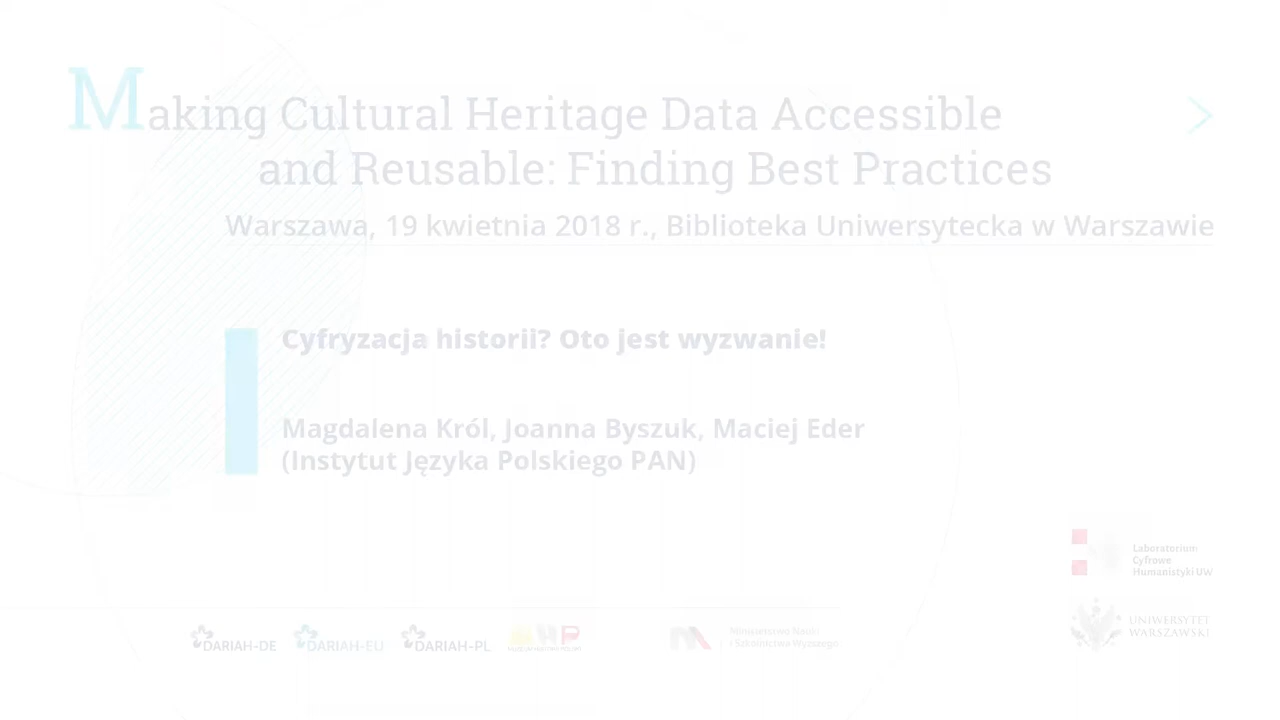 Making Cultural Heritage Data Accessible
and Reusable: Finding Best Practices
Warszawa, 19 kwietnia 2018 r., Biblioteka Uniwersytecka w Warszawie
Cyfryzacja historii? Oto jest wyzwanie!
Magdalena Król, Joanna Byszuk, Maciej Eder
(Instytut Języka Polskiego PAN)
Laboratorium
Cyfrowe
Humanistyki UW
DARIAH-DE
DARIAH-EU
DARIAH-PL
Ministerstwo Nauki
i Szkolnictwa Wyższego
UNIWERSYTET
WARSZAWSKI